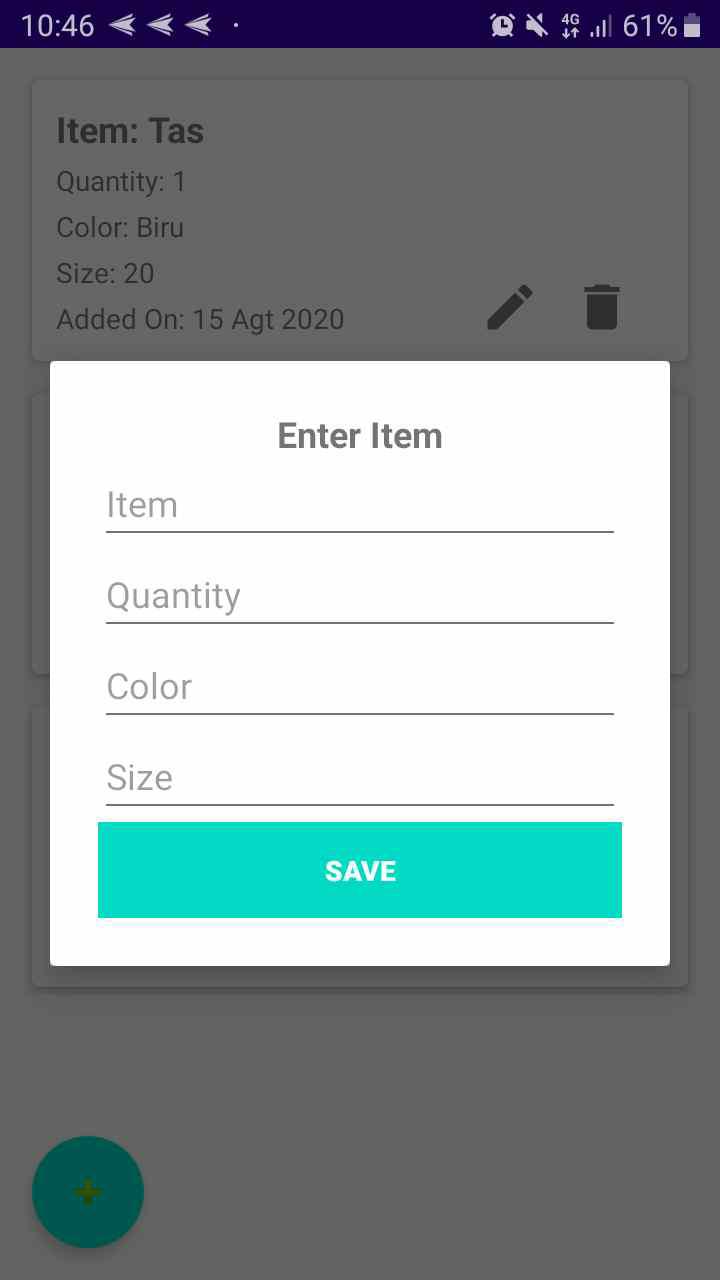 10:46
4G
61%
Item: Tas
Quantity: 1
Color: Biru
Size: 20
Added On: 15 Agt 2020
Enter Item
Item
Quantity
Color
Size
SAVE